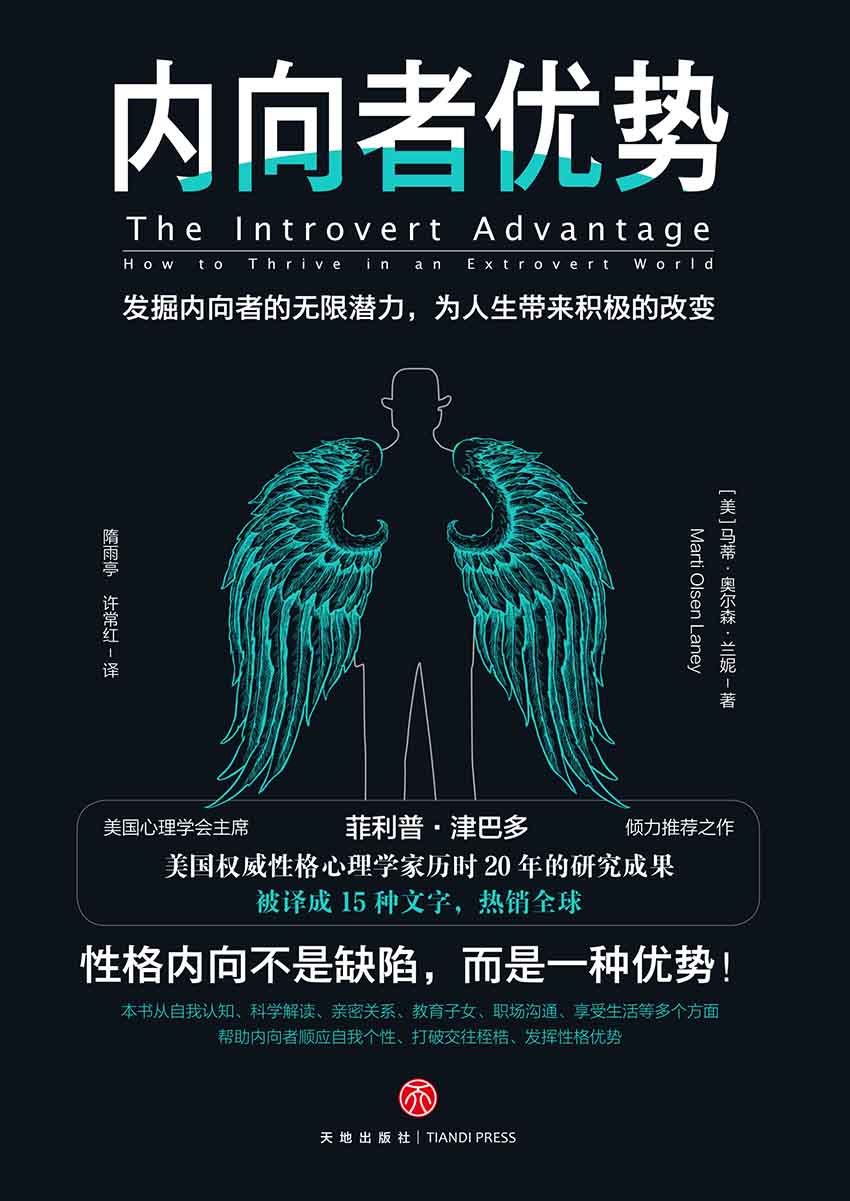 内向者优势
The Introvert Advantage
How to Thrive in an Extrovert World
发掘内向者的无限潜力，为人生带来积极的改变
[美]马蒂·奥尔森·兰妮–著
Marti Olsen Laney
隋雨亭 许常红–译
美国心理学会主席 菲利普·津巴多 倾力推荐之作
美国权威性格心理学家历时 20 年的研究成果
被译成 15 种文字，热销全球
性格内向不是缺陷，而是一种优势！
本书从自我认知、科学解读、亲密关系、教育子女、职场沟通、享受生活等多个方面
帮助内向者顺应自我个性、打破交往桎梏、发挥性格优势
天地出版社 | TIANDI PRESS